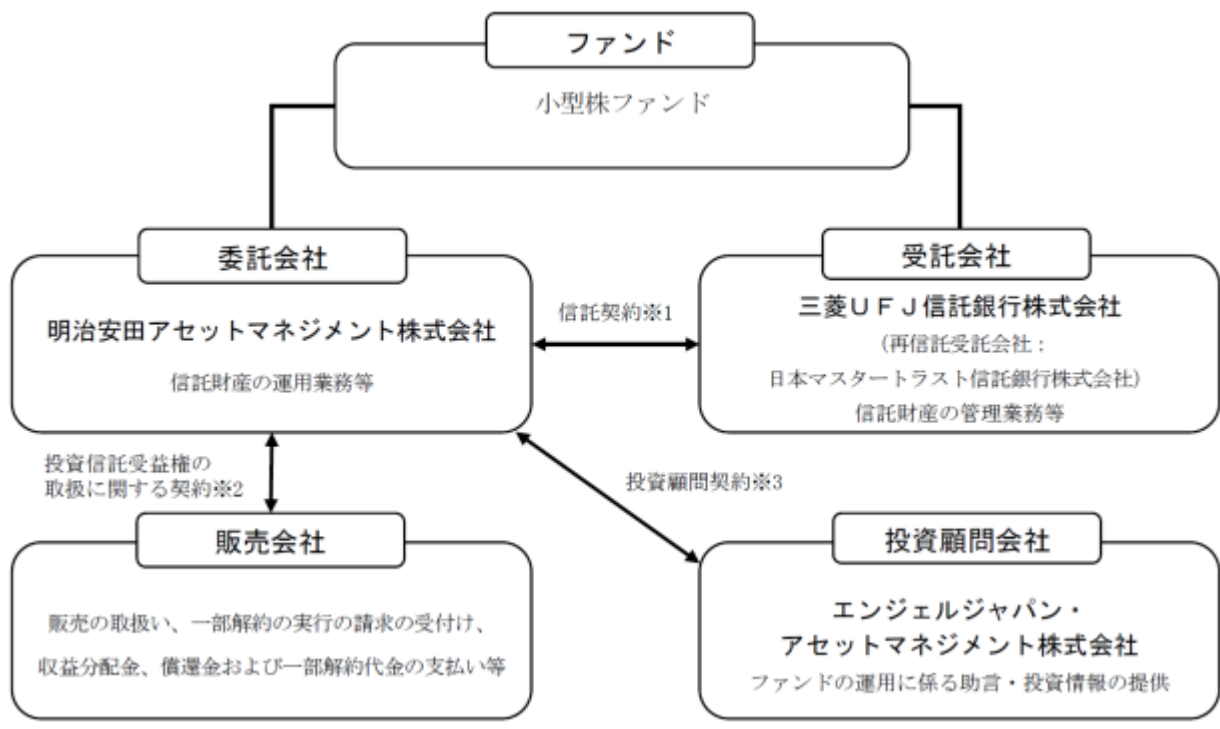 ファンド
小型株ファンド
委託会社
明治安田アセットマネジメント株式会社
信託財産の運用業務等
信託契約※1
受託会社
三菱UFJ信託銀行株式会社
(再信託受託会社:
日本マスタートラスト信託銀行株式会社)
信託財産の管理業務等
投資信託受益権の
取扱に関する契約※2
投資顧問契約※3
販売会社
販売の取扱い、一部解約の実行の請求の受付け、
収益分配金、償還金および一部解約代金の支払い等
投資顧問会社
エンジェルジャパン・
アセットマネジメント株式会社
ファンドの運用に係る助言・投資情報の提供